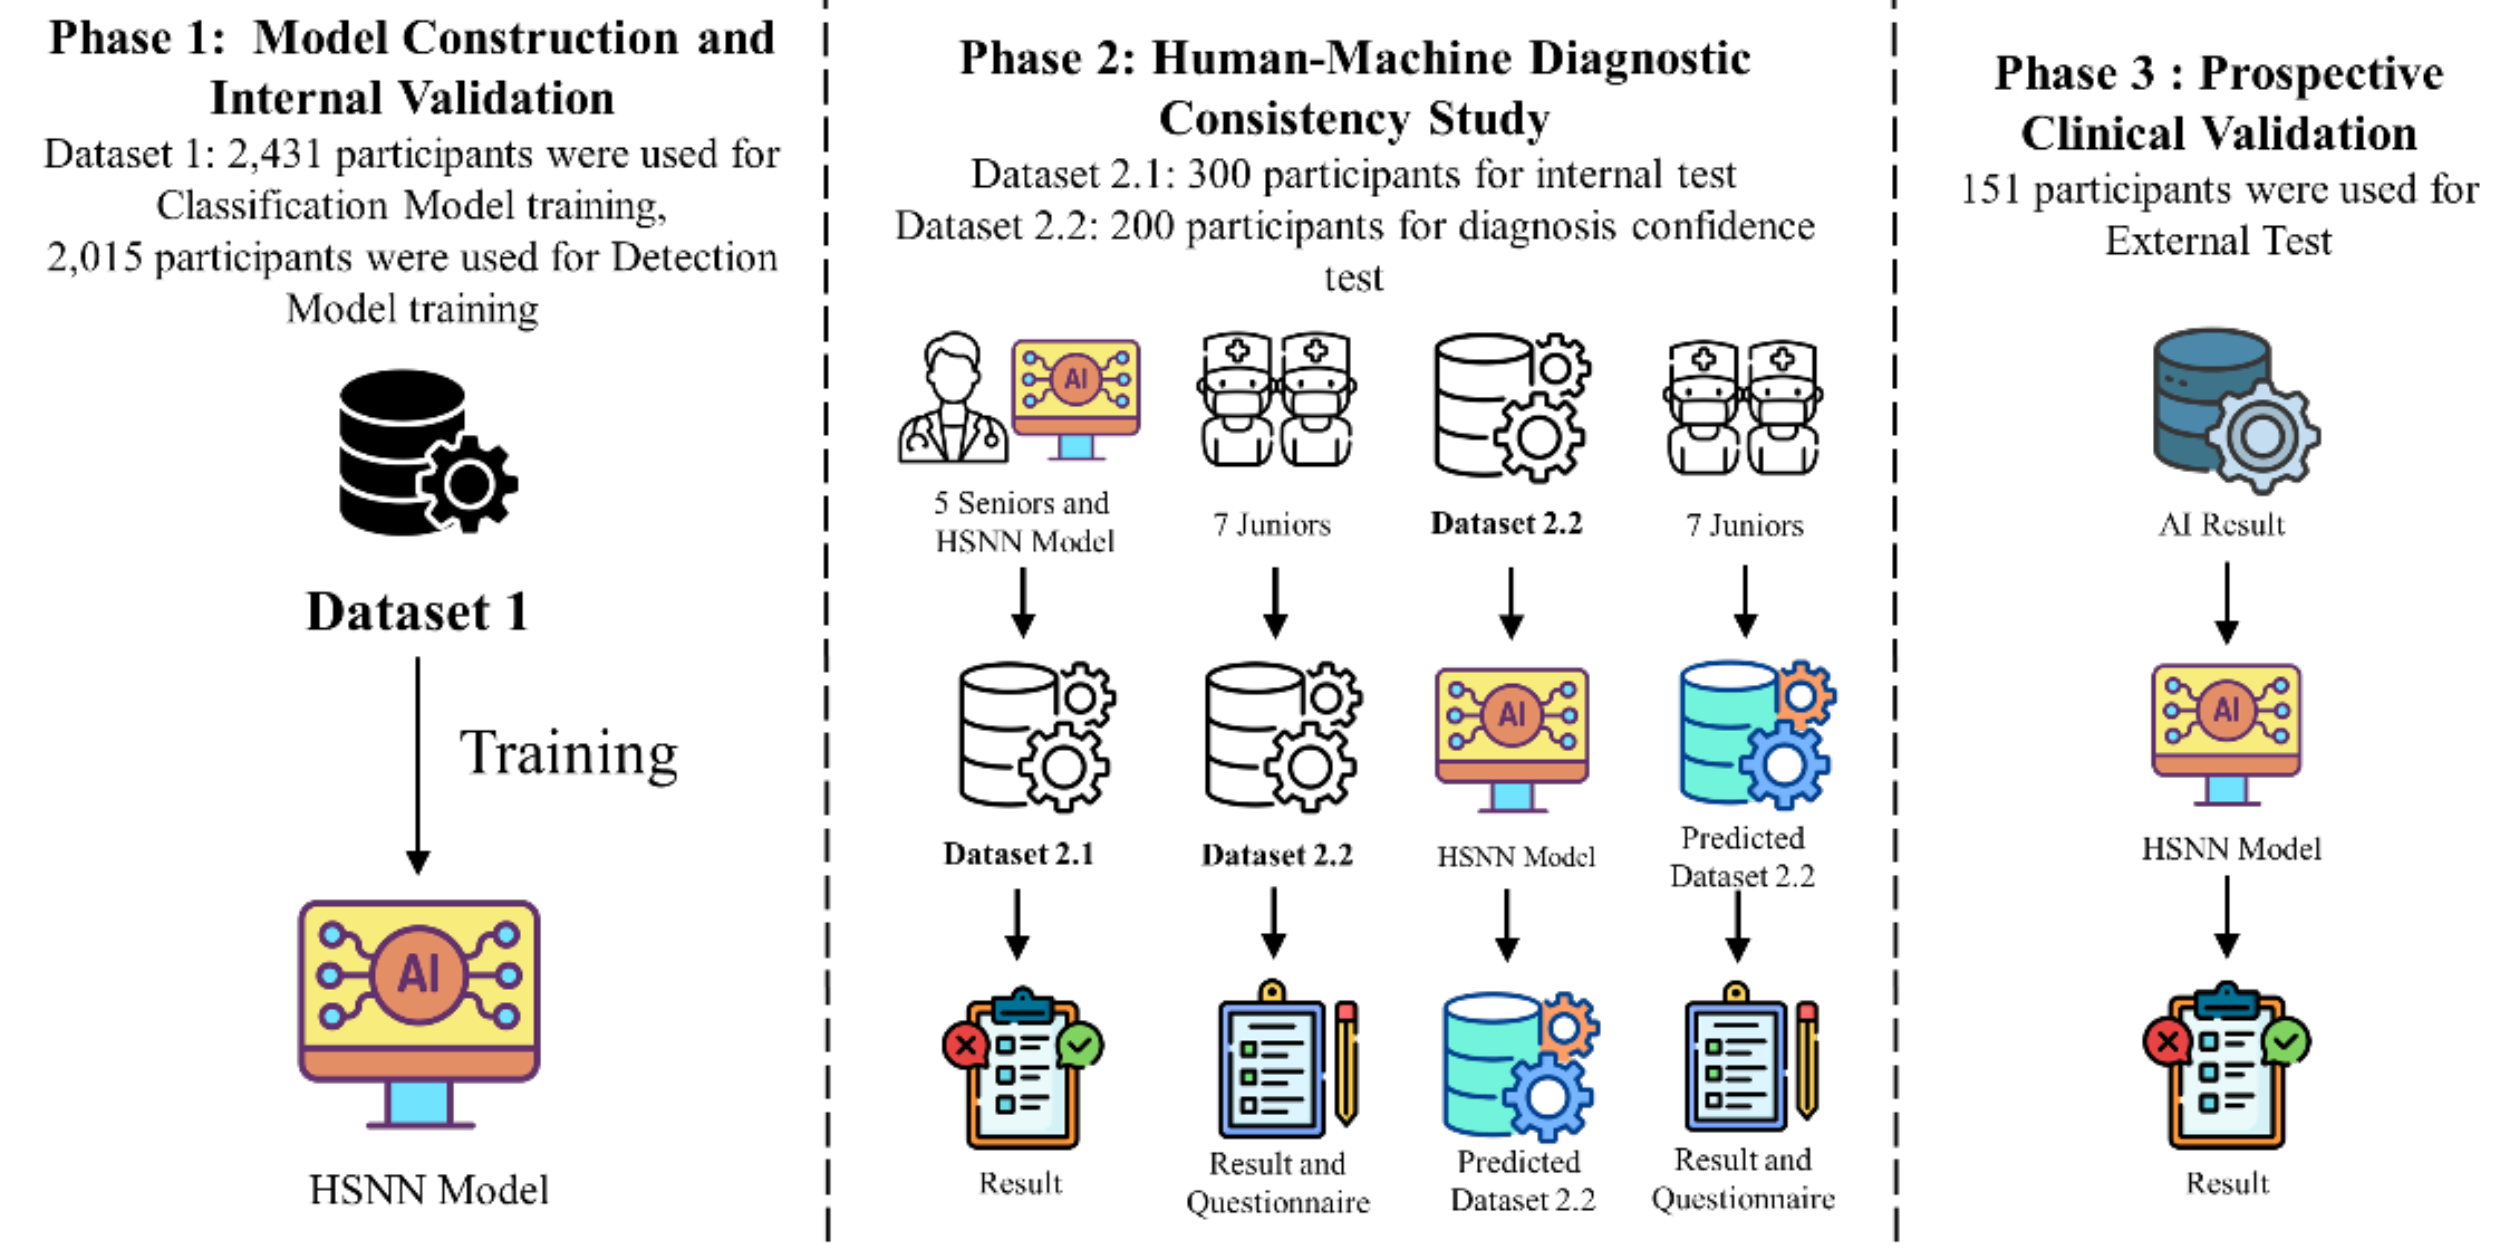 Phase 1: Model Construction and
Internal Validation
Dataset 1: 2,431 participants were used for
Classification Model training,
2,015 participants were used for Detection
Model training
Dataset 1
Training
AI
HSNN Model
Phase 2: Human-Machine Diagnostic
Consistency Study
Dataset 2.1: 300 participants for internal test
Dataset 2.2: 200 participants for diagnosis confidence
test
AI
5 Seniors and
HSNN Model
7 Juniors
Dataset 2.2
7 Juniors
Dataset 2.1
Dataset 2.2
AI
HSNN Model
Predicted
Dataset 2.2
Result
Result and
Questionnaire
Predicted
Dataset 2.2
Result and
Questionnaire
Phase 3 : Prospective
Clinical Validation
151 participants were used for
External Test
AI Result
AI
HSNN Model
Result